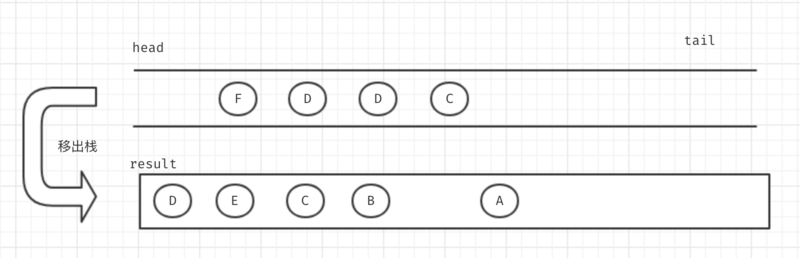 head
tail
F D D C
移出栈
result
D E C B A